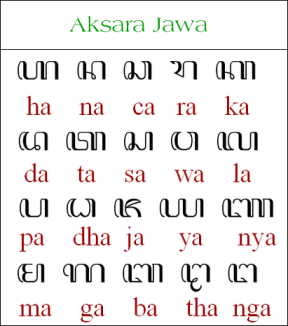 Aksara Jawa
ꦲ ꦤ ꦕ ꦫ ꦏ
ha na ca ra ka
ꦢ ꦠ ꦱ ꦮ ꦭ
da ta sa wa la
ꦥ ꦝ ꦗ ꦪ ꦚ
pa dha ja ya nya
ꦩ ꦒ ꦧ ꦛ ꦔ
ma ga ba tha nga